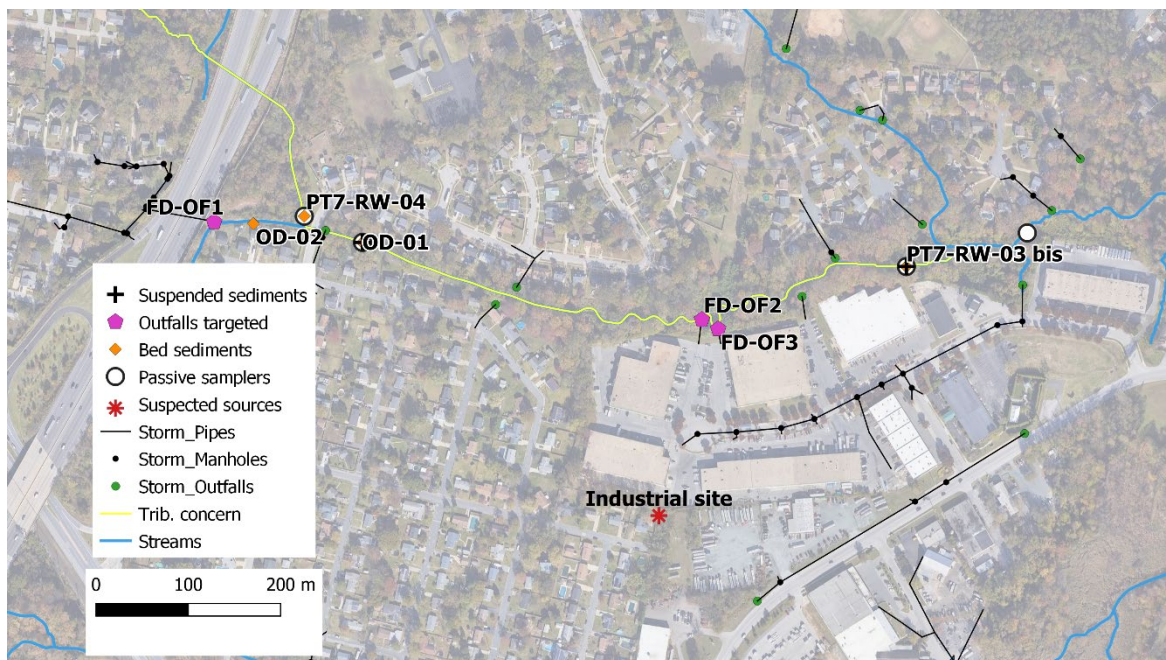 PT7-RW-04
FD-OF1
OD-02
OD-01
PT7-RW-03 bis
FD-OF2
FD-OF3
Industrial site
Suspended sediments
Outfalls targeted
Bed sediments
Passive samplers
Suspected sources
Storm_Pipes
Storm_Manholes
Storm_Outfalls
Trib. concern
Streams
0 100 200 m